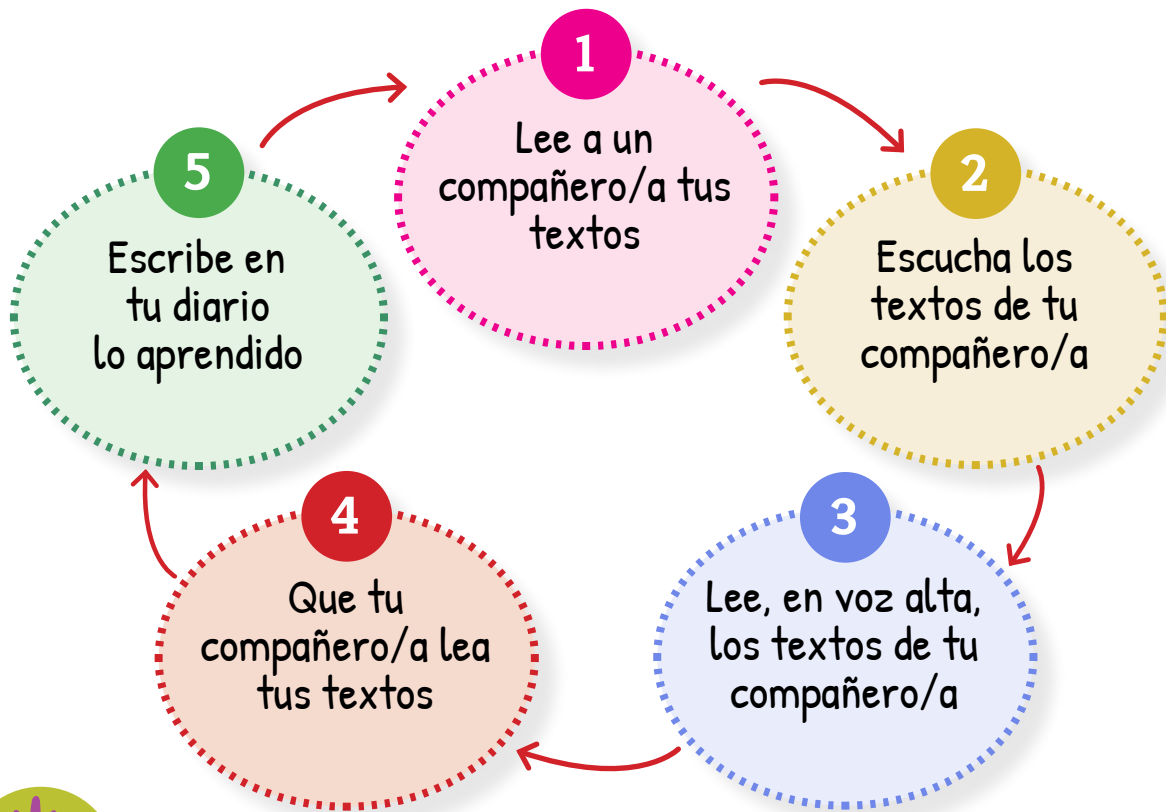 1
Lee a un
compañero/a tus
textos
2
Escucha los
textos de tu
compañero/a
3
Lee, en voz alta,
los textos de tu
compañero/a
4
Que tu
compañero/a lea
tus textos
5
Escribe en
tu diario
lo aprendido